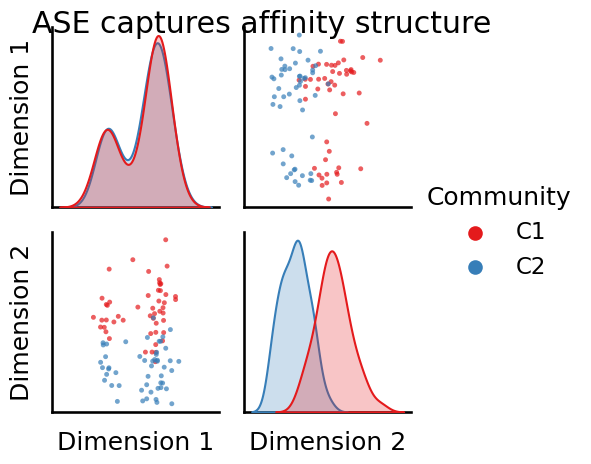 ASE captures affinity structure
Dimension 1
Community
C1
C2
Dimension 2
Dimension 1
Dimension 2